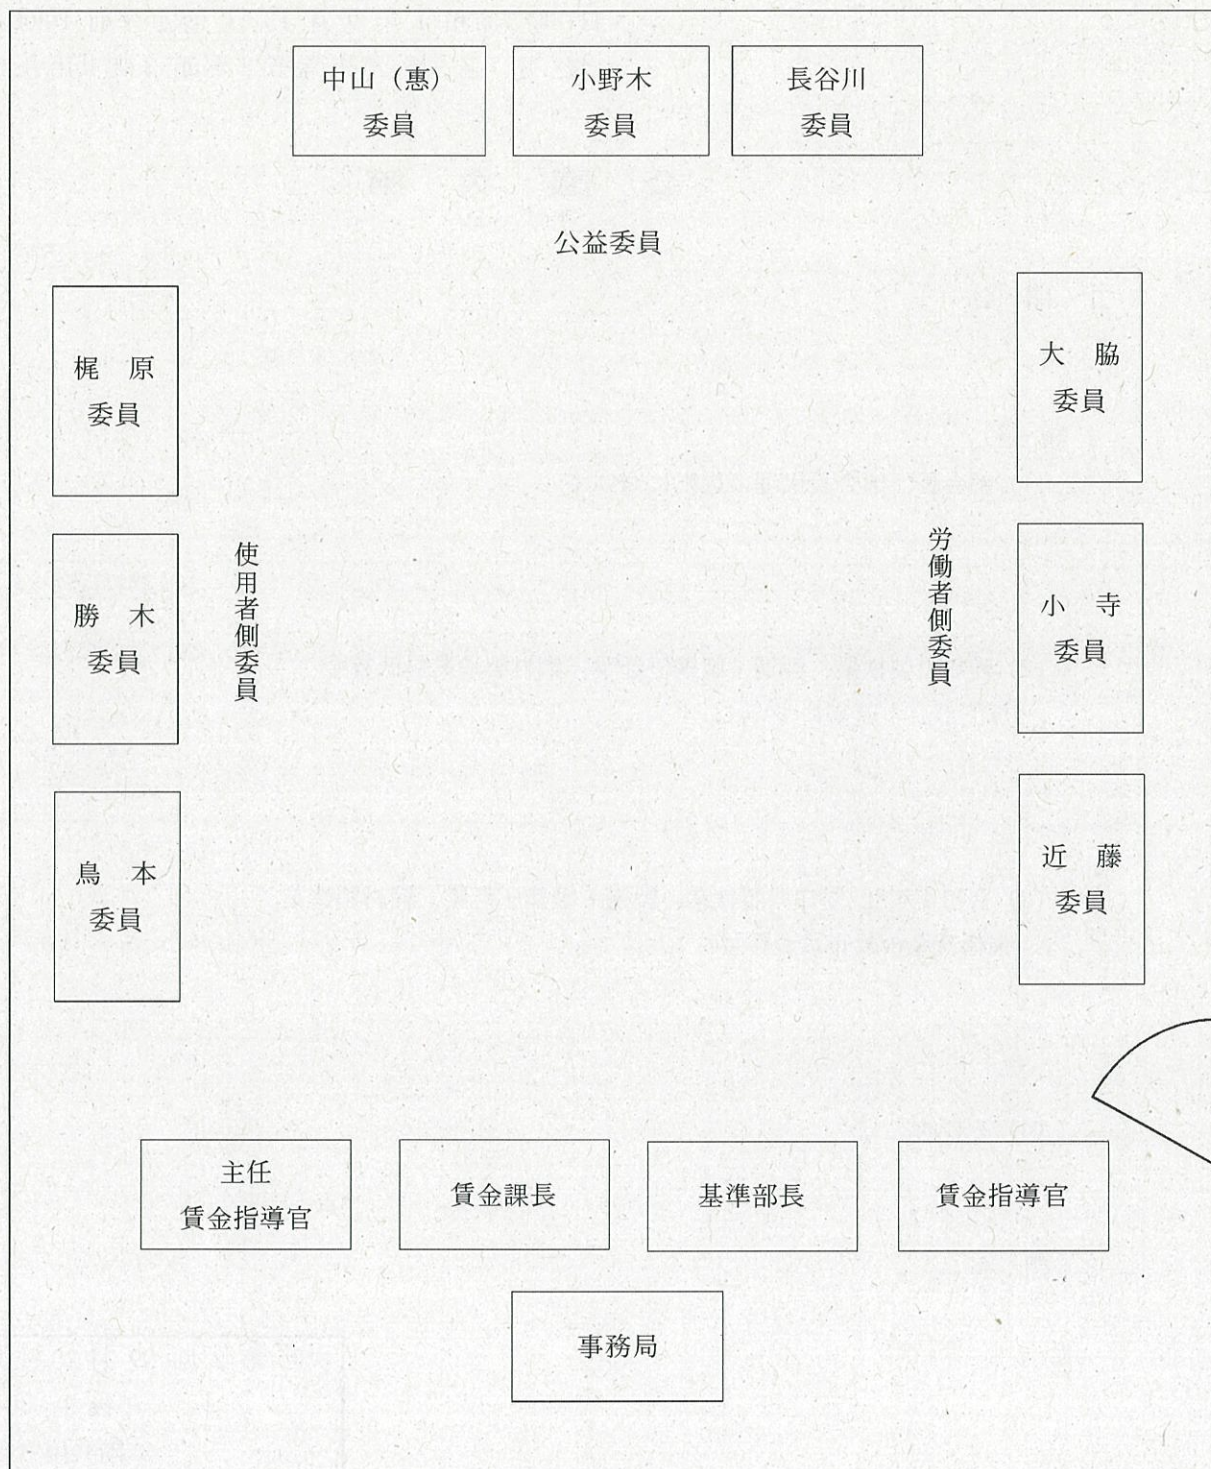 中山（惠）
委員
小野木
委員
長谷川
委員
公益委員
梶　原
委員
大　脇
委員
使用者側委員
労働者側委員
勝　木
委員
小　寺
委員
鳥　本
委員
近　藤
委員
主任
賃金指導官
賃金課長
基準部長
賃金指導官
事務局